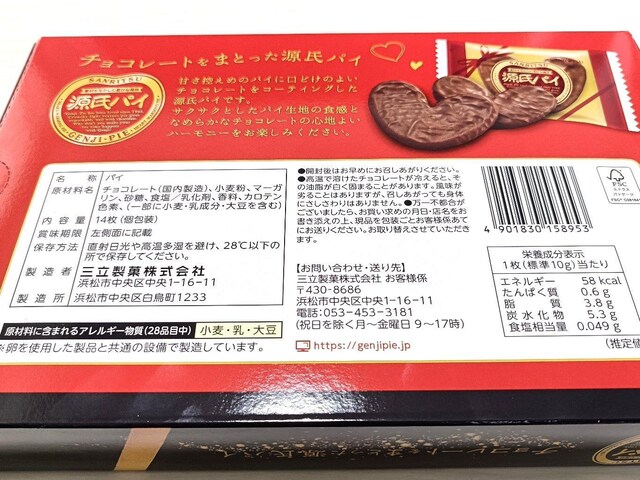 チョコレートをまとった源氏パイ
SANRITSU
源氏パイ
GENJI-PIE
甘さ控えめのパイに口どけのよい
チョコレートをコーティングした
源氏パイです。
サクサクとしたパイ生地の食感と
なめらかなチョコレートの心地よい
ハーモニーをお楽しみください。
源氏パイ
名称 パイ
原材料名 チョコレート(国内製造)、小麦粉、マーガ
リン、砂糖、食塩/乳化剤、香料、カロテン
色素、(一部に小麦・乳成分・大豆を含む)
内容量 14枚(個包装)
賞味期限 左側面に記載
保存方法 直射日光や高温多湿を避け、28℃以下の
所で保存してください。
製造者 三立製菓株式会社
浜松市中央区中央1-16-11
製造所 浜松市中央区白鳥町1233
原材料に含まれるアレルギー物質(28品目中) 小麦・乳・大豆
※卵を使用した製品と共通の設備で製造しています。
●開封後はお早めにお召しあがりください。
●高温で溶けたチョコレートが冷えると、そ
の油脂が白く固まることがあります。風味が
劣ることはありますが、召しあがっても身体に
さしさわりありません。●万一不都合が
ございましたら、お買い求めの月日・店名をお
書き添えの上、現品を包装ごとお客様係あて
にお送りください。お取り替えさせていただき
ます。
【お問い合わせ・送り先】
三立製菓株式会社 お客様係
〒430-8686
浜松市中央区中央1-16-11
電話:053-453-3181
(祝日を除く月〜金曜日 9〜17時)
https://genjipie.jp
4901830158953
FSC
栄養成分表示
1枚(標準10g)当たり
エネルギー 58 kcal
たんぱく質 0.6 g
脂質 3.8 g
炭水化物 5.3 g
食塩相当量 0.049 g
(推定値
チョコレートをまとった源氏パイ